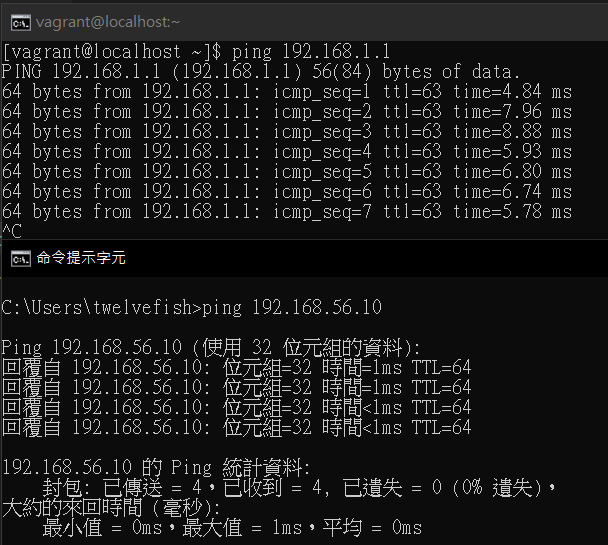 vagrant@localhost:~
[vagrant@localhost ~]$ ping 192.168.1.1
PING 192.168.1.1 (192.168.1.1) 56(84) bytes of data.
64 bytes from 192.168.1.1: icmp_seq=1 ttl=63 time=4.84 ms
64 bytes from 192.168.1.1: icmp_seq=2 ttl=63 time=7.96 ms
64 bytes from 192.168.1.1: icmp_seq=3 ttl=63 time=8.88 ms
64 bytes from 192.168.1.1: icmp_seq=4 ttl=63 time=5.93 ms
64 bytes from 192.168.1.1: icmp_seq=5 ttl=63 time=6.80 ms
64 bytes from 192.168.1.1: icmp_seq=6 ttl=63 time=6.74 ms
64 bytes from 192.168.1.1: icmp_seq=7 ttl=63 time=5.78 ms
^C
命令提示字元
C:\Users\twelvefish>ping 192.168.56.10
Ping 192.168.56.10 (使用 32 位元組的資料):
回覆自 192.168.56.10: 位元組=32 時間=1ms TTL=64
回覆自 192.168.56.10: 位元組=32 時間=1ms TTL=64
回覆自 192.168.56.10: 位元組=32 時間<1ms TTL=64
回覆自 192.168.56.10: 位元組=32 時間<1ms TTL=64
192.168.56.10 的 Ping 統計資料:
封包: 已傳送 = 4，已收到 = 4, 已遺失 = 0 (0% 遺失)，
大約的來回時間 (毫秒):
最小值 = 0ms，最大值 = 1ms，平均 = 0ms